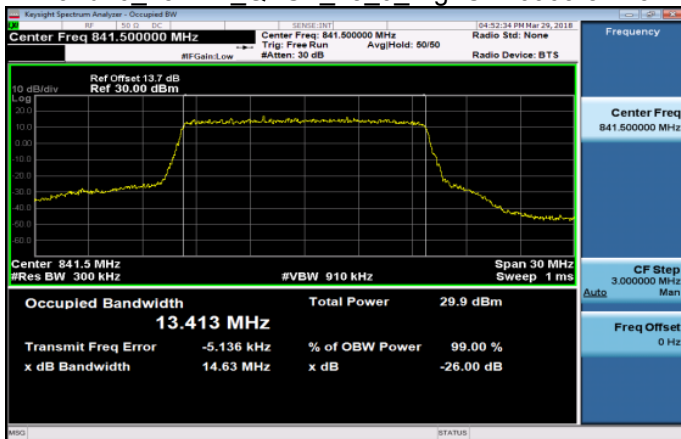 Keysight Spectrum Analyzer - Occupied BW
RF 50 Ω DC SENSE:INT 04:52:34 PM Mar 29, 2018
Center Freq 841.500000 MHz Center Freq: 841.500000 MHz Radio Std: None
Trig: Free Run Avg|Hold: 50/50
#IFGain:Low #Atten: 30 dB Radio Device: BTS
Ref Offset 13.7 dB
10 dB/div Ref 30.00 dBm
Log
20.0
10.0
0.00
-10.0
-20.0
-30.0
-40.0
-50.0
-60.0
Center 841.5 MHz Span 30 MHz
#Res BW 300 kHz #VBW 910 kHz Sweep 1 ms
Occupied Bandwidth Total Power 29.9 dBm
13.413 MHz
Transmit Freq Error -5.136 kHz % of OBW Power 99.00 %
x dB Bandwidth 14.63 MHz x dB -26.00 dB
MSG STATUS
Frequency
Center Freq
841.500000 MHz
CF Step
3.000000 MHz
Auto Man
Freq Offset
0 Hz